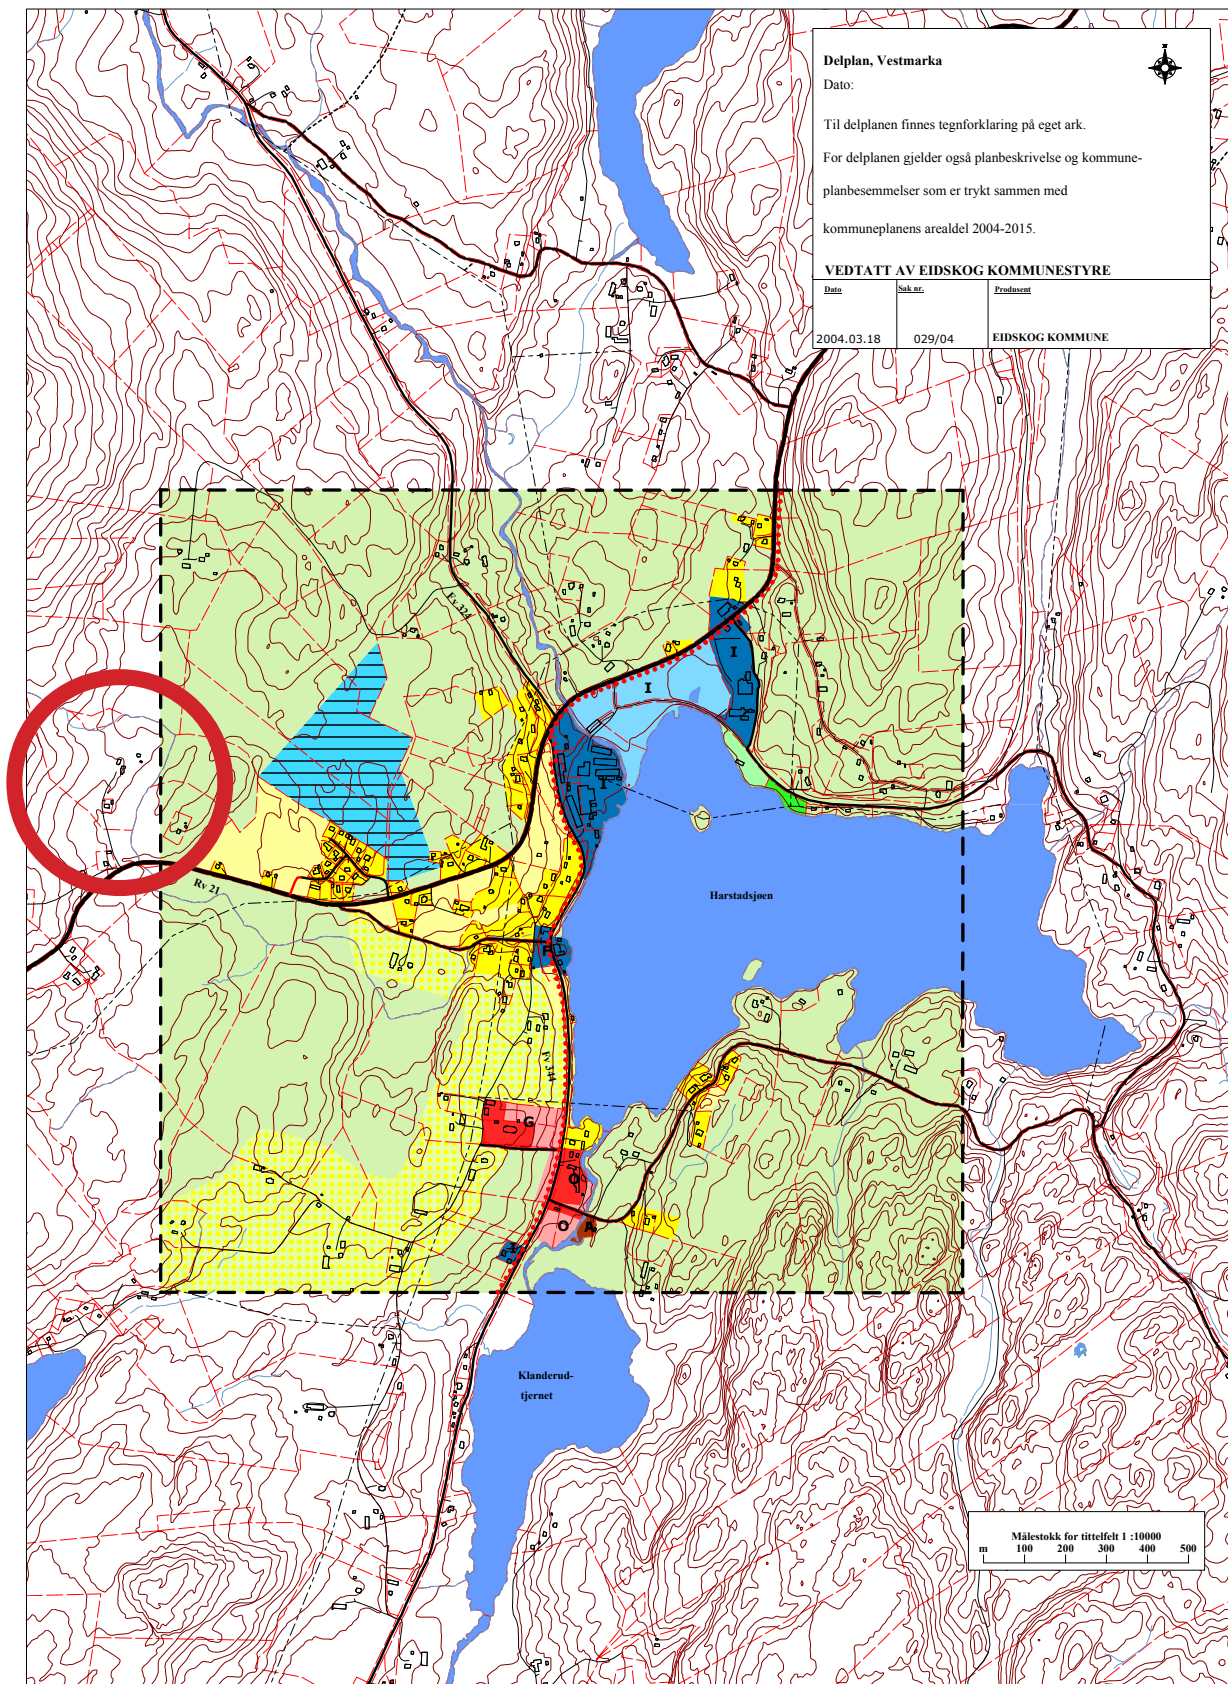 Delplan, Vestmarka
Dato:
Til delplanen finnes tegnforklaring på eget ark.
For delplanen gjelder også planbeskrivelse og kommune-
planbesemmelser som er trykt sammen med
kommuneplanens arealdel 2004-2015.
VEDTATT AV EIDSKOG KOMMUNESTYRE
Dato Sak nr. Produsent
2004.03.18 029/04 EIDSKOG KOMMUNE
Fv 324
I
I
I
P
Rv 21
Harstadsjøen
Fv 344
G
O
O
A
I
Klanderud-
tjernet
Målestokk for tittelfelt 1 :10000
m 100 200 300 400 500